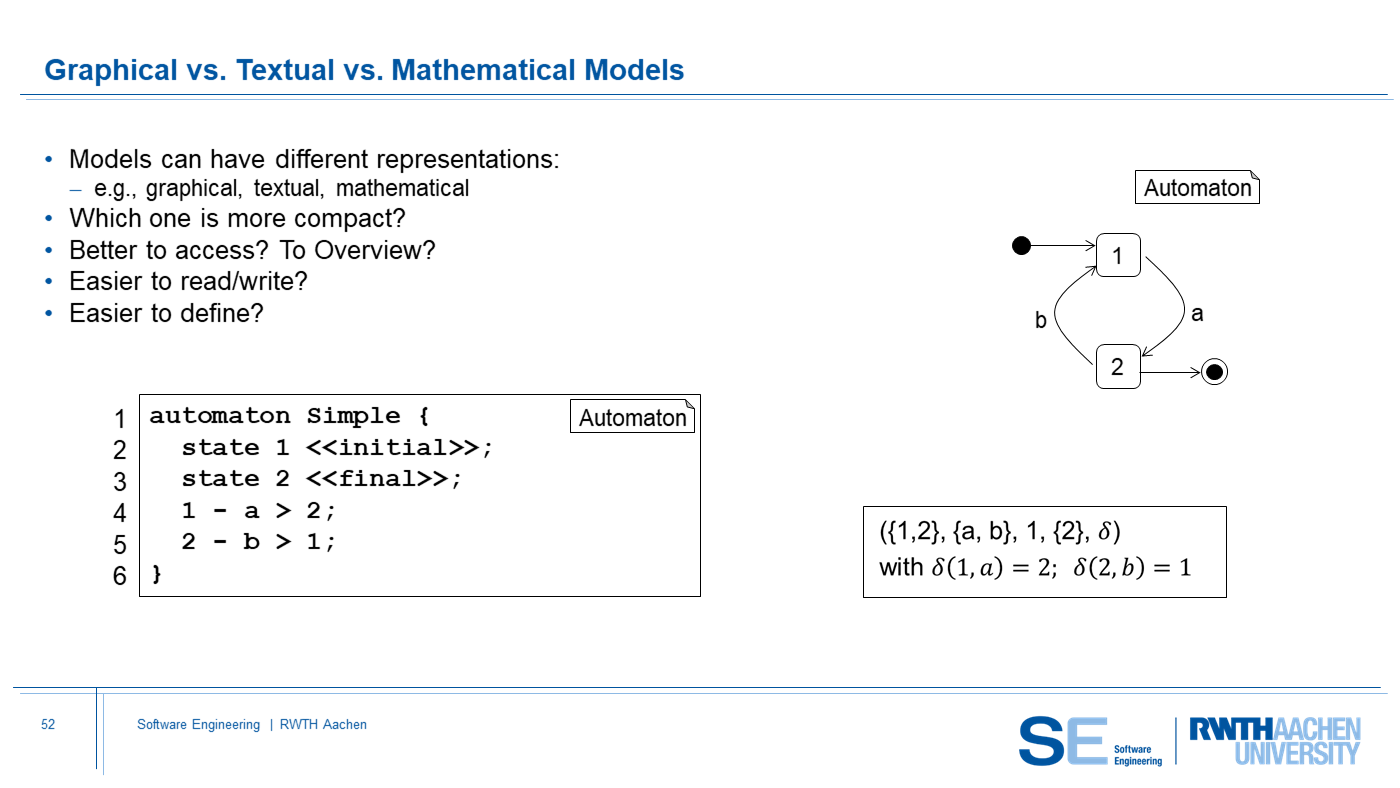 Graphical vs. Textual vs. Mathematical Models
• Models can have different representations:
– e.g., graphical, textual, mathematical
• Which one is more compact?
• Better to access? To Overview?
• Easier to read/write?
• Easier to define?
Automaton
1
b
a
2
Automaton
1 automaton Simple {
2 state 1 <<initial>>;
3 state 2 <<final>>;
4 1 - a > 2;
5 2 - b > 1;
6 }
({1,2}, {a, b}, 1, {2}, 𝛿)
with 𝛿(1, 𝑎) = 2; 𝛿(2, 𝑏) = 1
52
Software Engineering | RWTH Aachen
SE Software
Engineering
RWTHAACHEN
UNIVERSITY